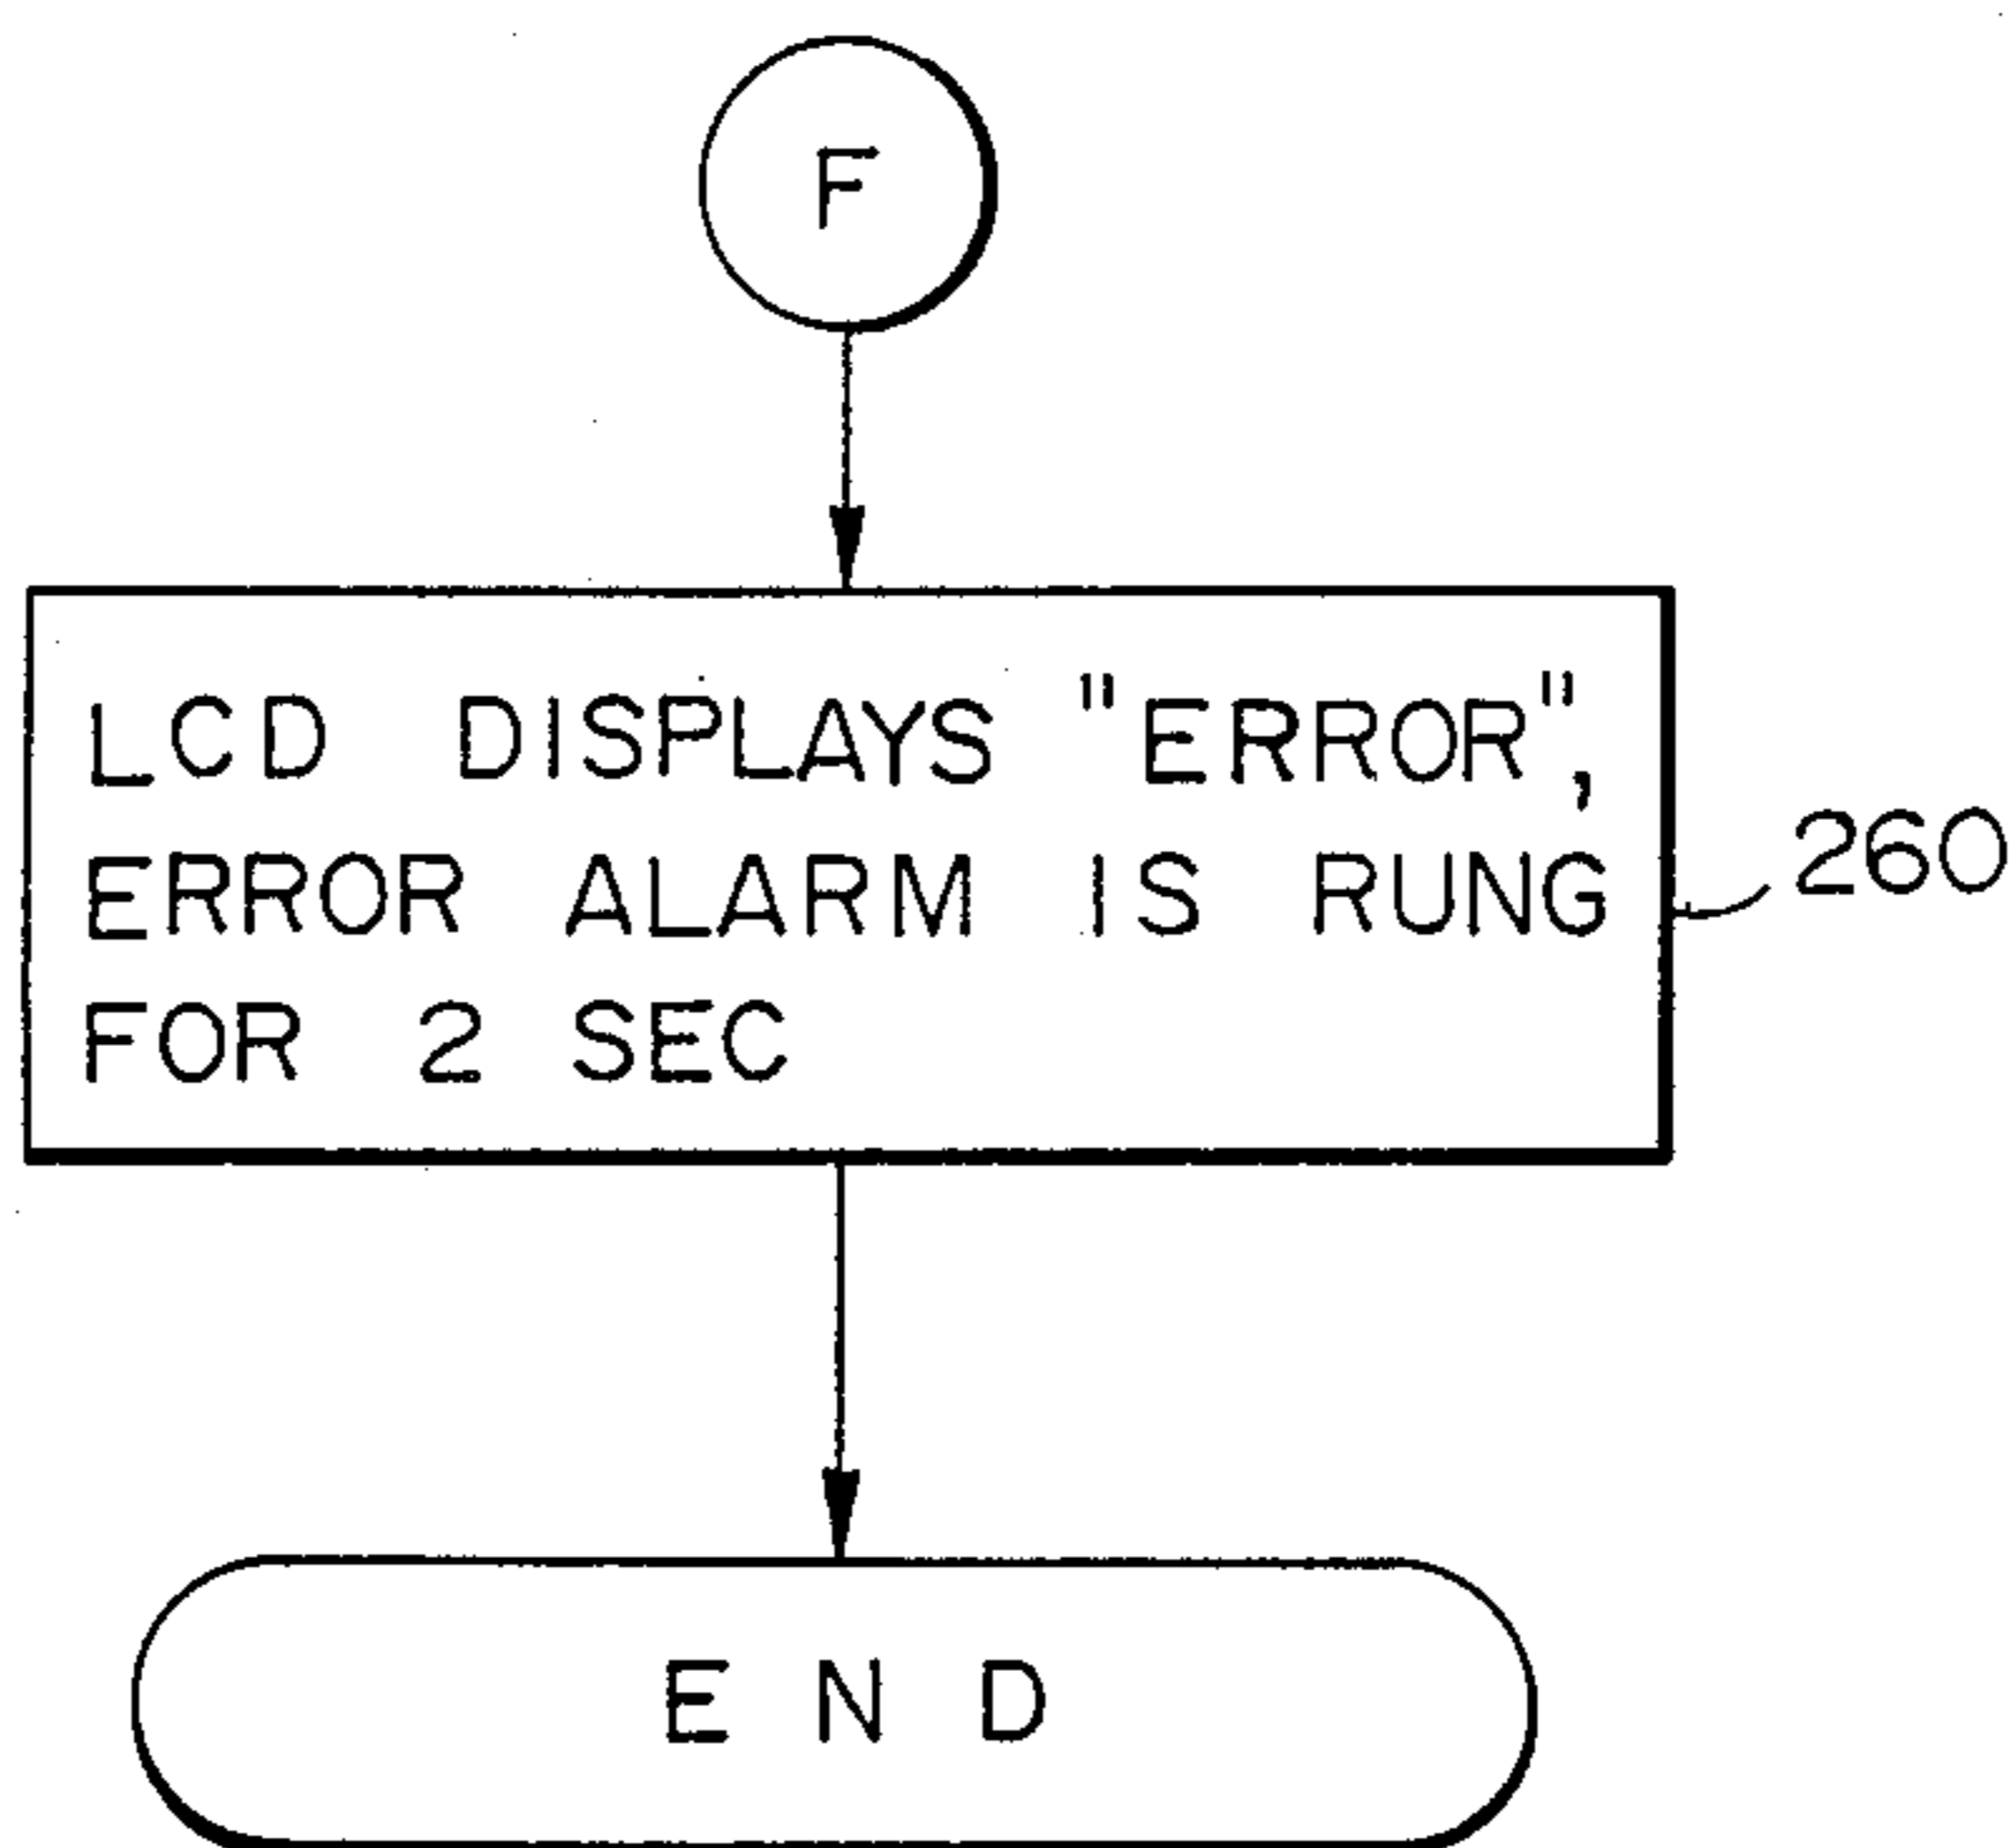 F
LCD DISPLAYS "ERROR",
ERROR ALARM IS RUNG
FOR 2 SEC
260
END